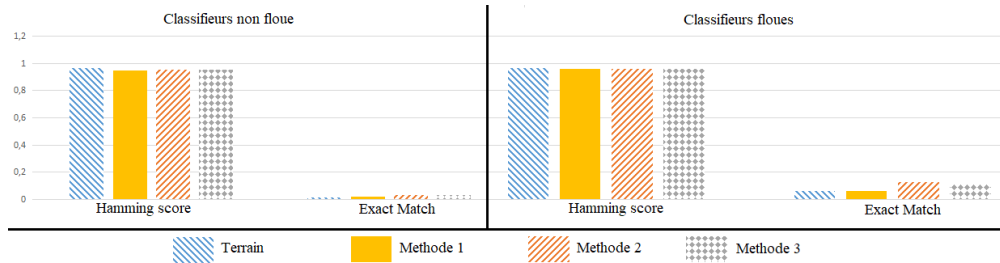 Classifieurs non floue
Classifieurs floues
1,2
1
0,8
0,6
0,4
0,2
0
Hamming score
Exact Match
Hamming score
Exact Match
Terrain
Methode 1
Methode 2
Methode 3